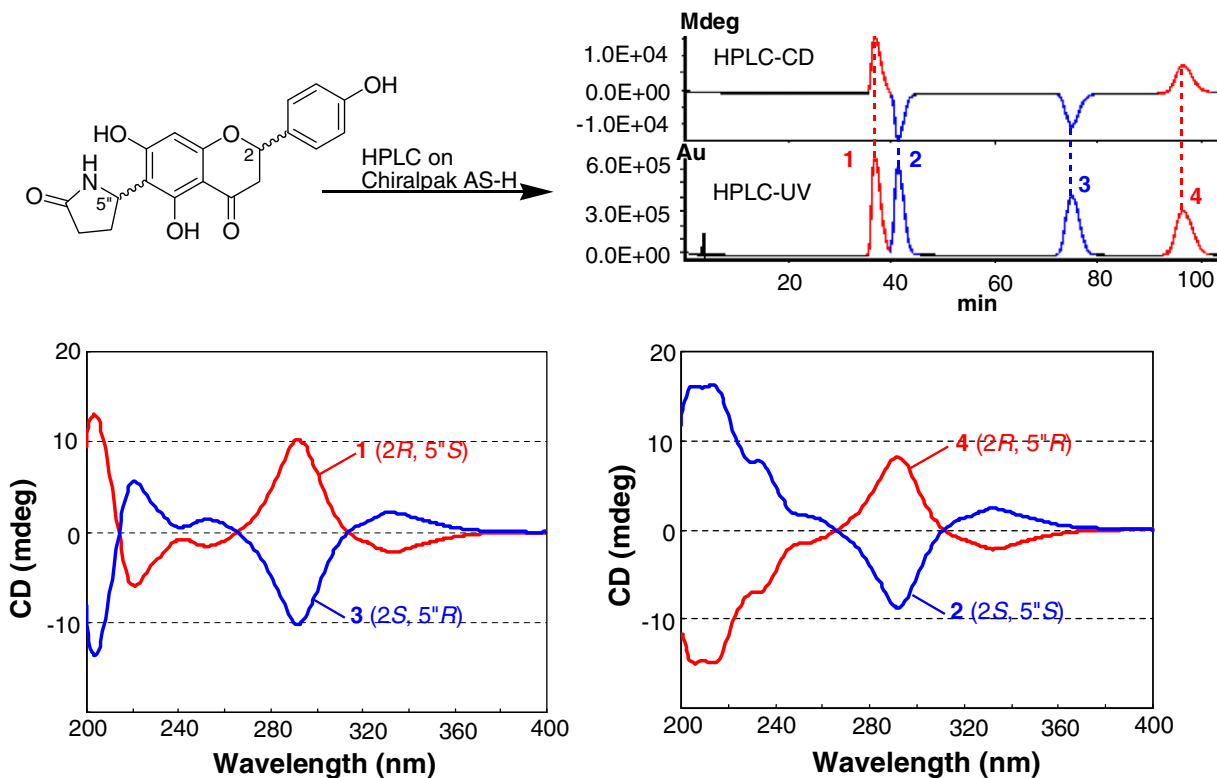 OH
HO
O
2
H
N
O
5"
OH
O
HPLC on
Chiralpak AS-H
Mdeg
1.0E+04
0.0E+00
-1.0E+04
HPLC-CD
Au
6.0E+05
3.0E+05
0.0E+00
1
2
3
4
HPLC-UV
20
40
60
80
100
min
20
10
0
-10
CD (mdeg)
1 (2R, 5"S)
3 (2S, 5"R)
200
240
280
320
360
400
Wavelength (nm)
20
10
0
-10
CD (mdeg)
4 (2R, 5"R)
2 (2S, 5"S)
200
240
280
320
360
400
Wavelength (nm)